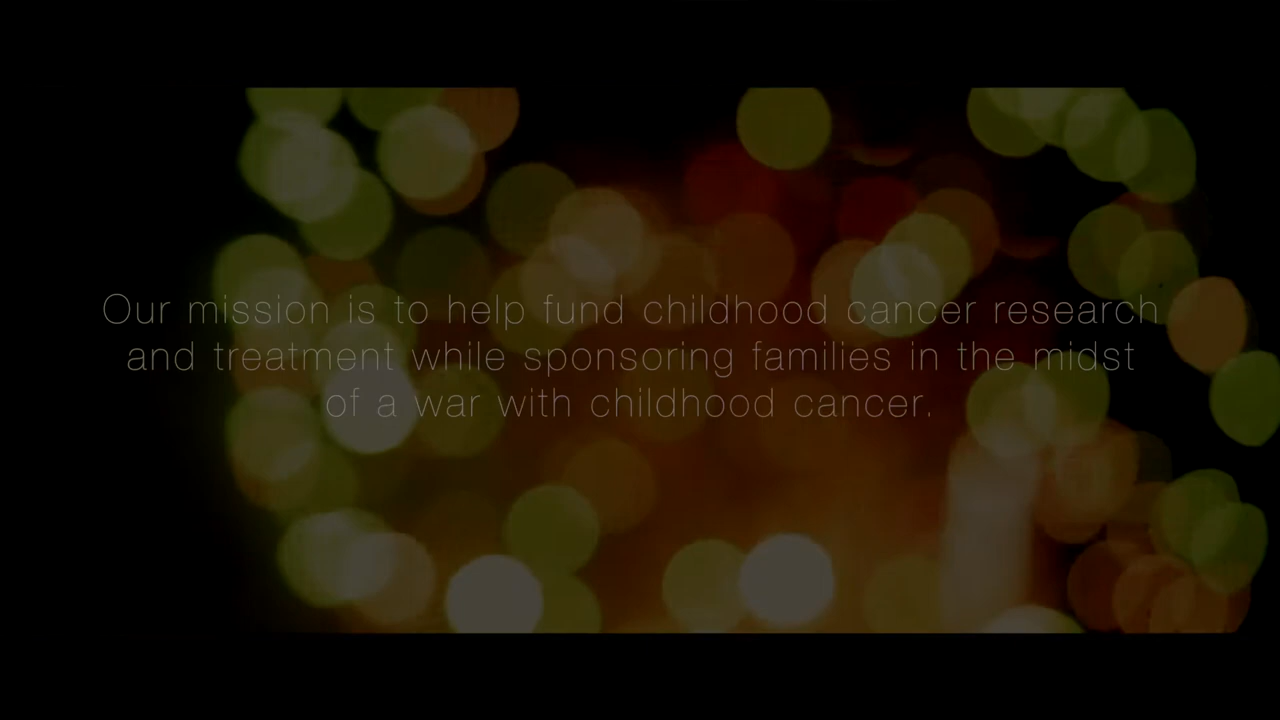 Our mission is to help fund childhood cancer research
and treatment while sponsoring families in the midst
of a war with childhood cancer.